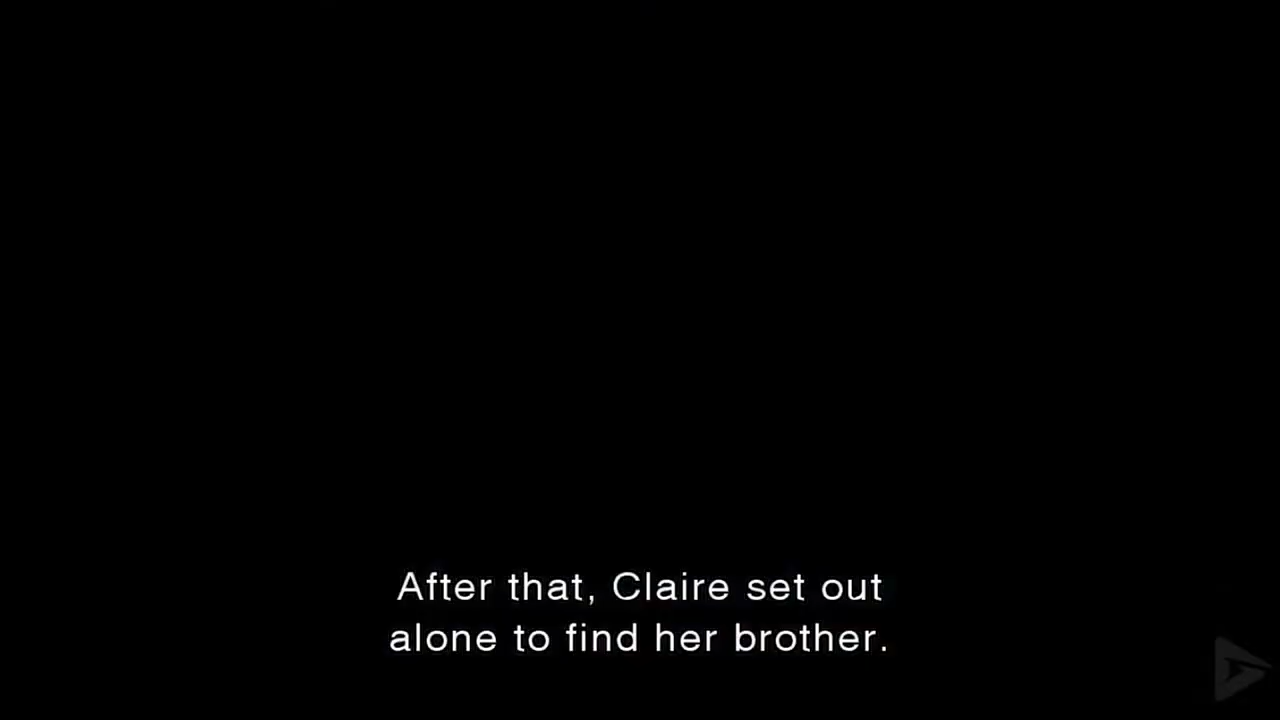 After that, Claire set out
alone to find her brother.